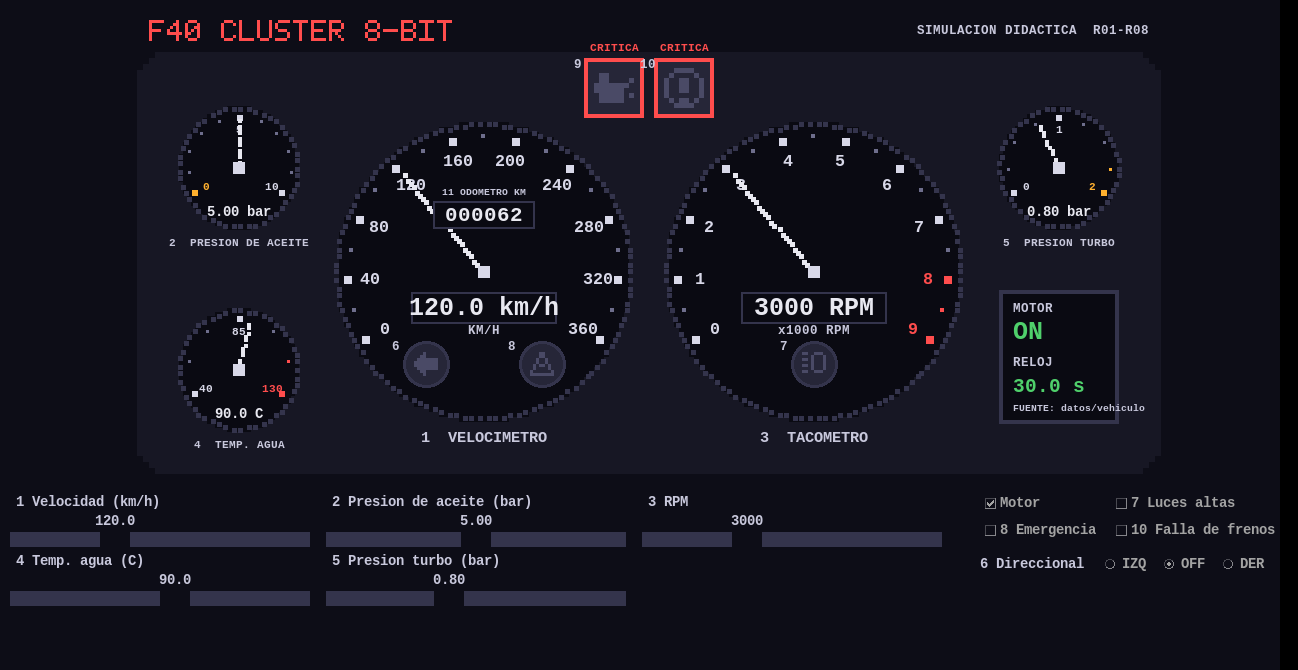 F40 CLUSTER 8-BIT
SIMULACION DIDACTICA R01-R08
CRITICA CRITICA
9 10
5
0 10
5.00 bar
2 PRESION DE ACEITE
85
40 130
90.0 C
4 TEMP. AGUA
0 40 80 120 160 200 240 280 320 360
11 ODOMETRO KM
000062
120.0 km/h
KM/H
6 8
1 VELOCIMETRO
0 1 2 3 4 5 6 7 8 9
3000 RPM
x1000 RPM
7
3 TACOMETRO
1
0 2
0.80 bar
5 PRESION TURBO
MOTOR
ON
RELOJ
30.0 s
FUENTE: datos/vehiculo
1 Velocidad (km/h)
120.0
2 Presion de aceite (bar)
5.00
3 RPM
3000
4 Temp. agua (C)
90.0
5 Presion turbo (bar)
0.80
Motor 7 Luces altas
8 Emergencia 10 Falla de frenos
6 Direccional IZQ OFF DER